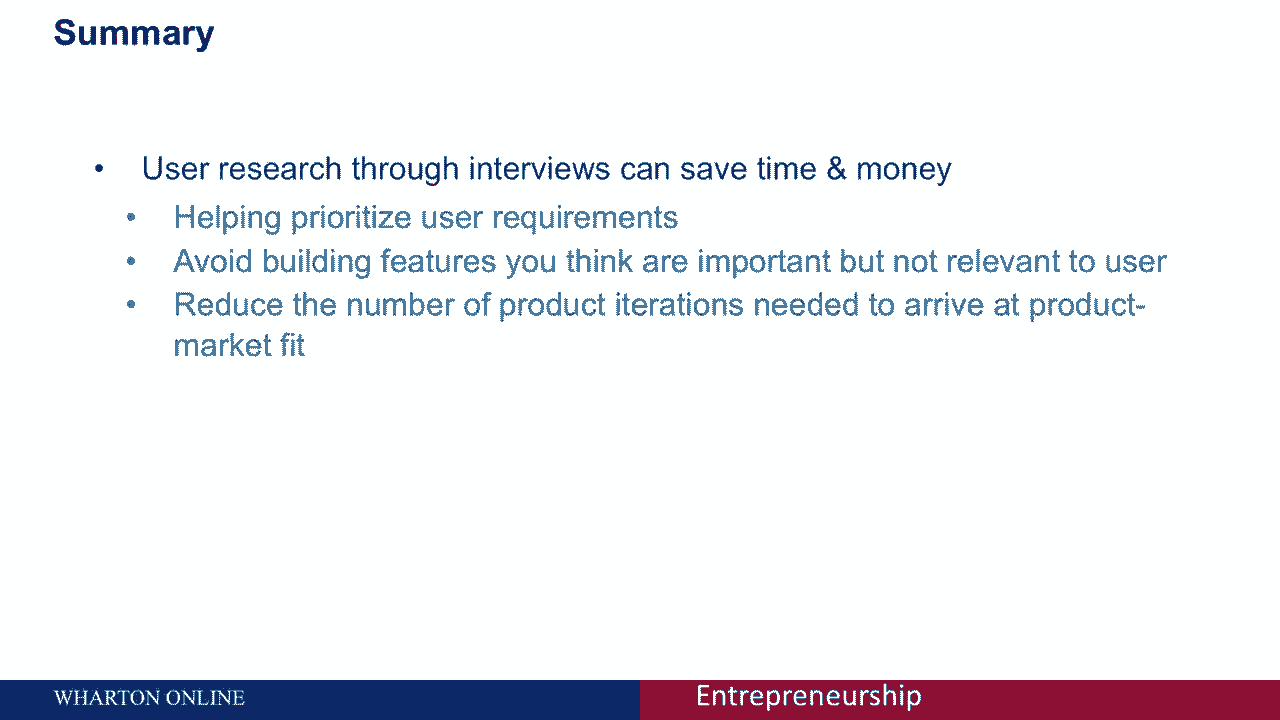 Summary
• User research through interviews can save time & money
• Helping prioritize user requirements
• Avoid building features you think are important but not relevant to user
• Reduce the number of product iterations needed to arrive at product-
market fit
WHARTON ONLINE
Entrepreneurship